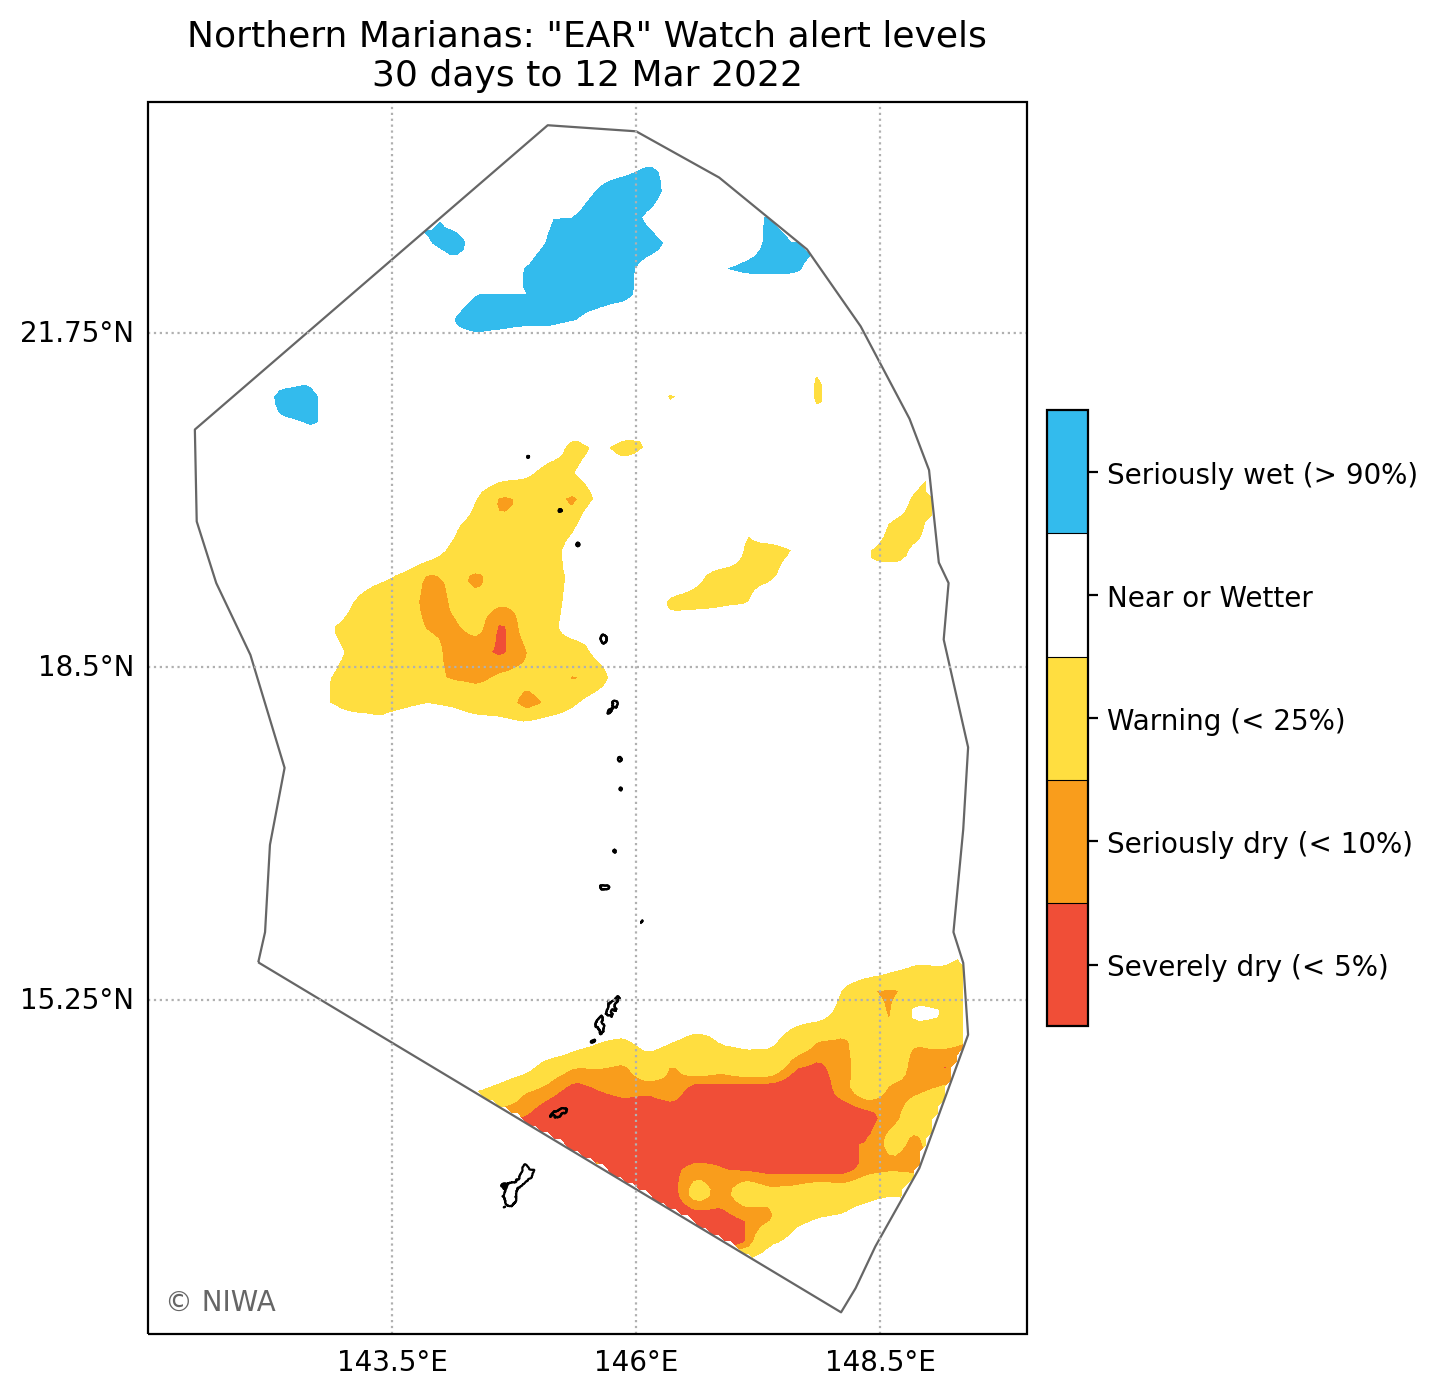 Northern Marianas: "EAR" Watch alert levels
30 days to 12 Mar 2022
21.75°N
18.5°N
15.25°N
143.5°E
146°E
148.5°E
Seriously wet (> 90%)
Near or Wetter
Warning (< 25%)
Seriously dry (< 10%)
Severely dry (< 5%)
© NIWA